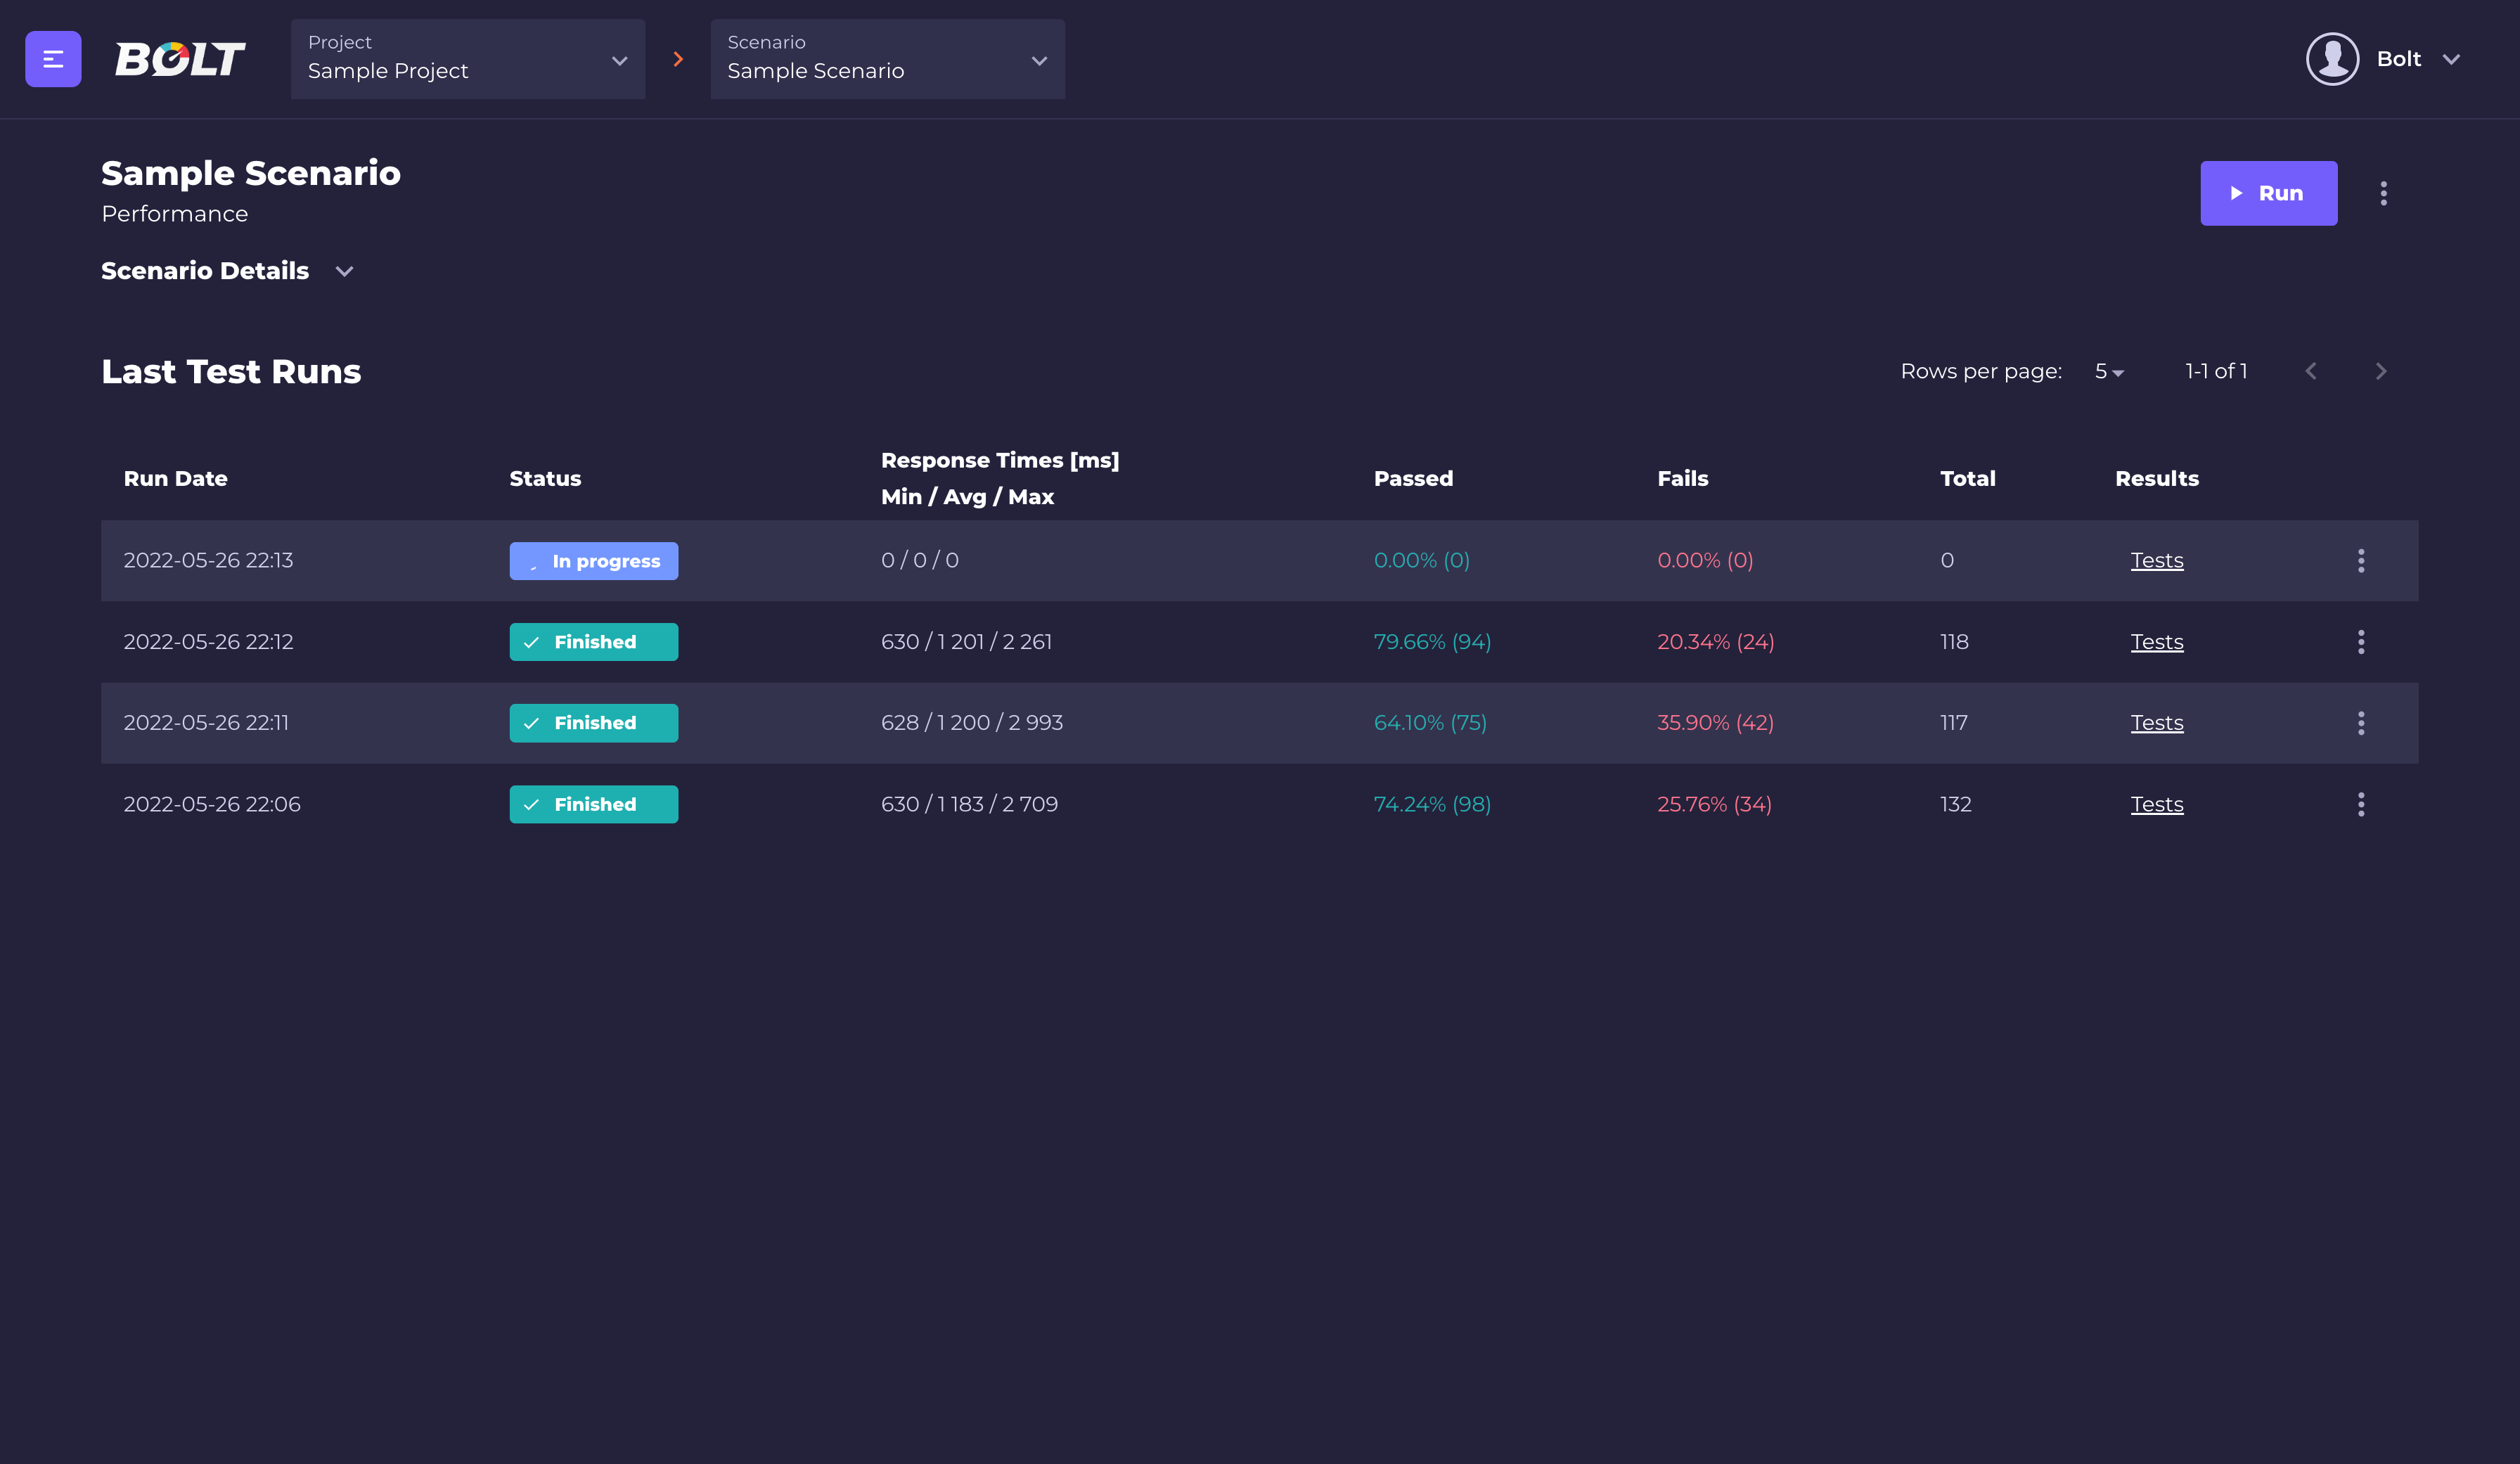 BOLT
Project
Sample Project
Scenario
Sample Scenario
Bolt
Sample Scenario
Performance
Run
Scenario Details
Last Test Runs
Rows per page: 5 1-1 of 1
Run Date Status Response Times [ms] Min / Avg / Max Passed Fails Total Results
2022-05-26 22:13 In progress 0 / 0 / 0 0.00% (0) 0.00% (0) 0 Tests
2022-05-26 22:12 Finished 630 / 1 201 / 2 261 79.66% (94) 20.34% (24) 118 Tests
2022-05-26 22:11 Finished 628 / 1 200 / 2 993 64.10% (75) 35.90% (42) 117 Tests
2022-05-26 22:06 Finished 630 / 1 183 / 2 709 74.24% (98) 25.76% (34) 132 Tests